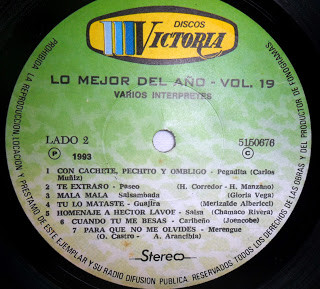 DISCOS
VICTORIA
LO MEJOR DEL AÑO - VOL. 19
VARIOS INTERPRETES
LADO 2
5150676
P 1993
C
1 CON CACHETE, PECHITO Y OMBLIGO - Pegadita (Carlos
Muñiz)
2 TE EXTRAÑO - Paseo (H. Corredor - H. Manzano)
3 MALA MALA - Salsambada (Gloria Vega)
4 TU LO MATASTE - Guajira (Merizalde Albericci)
5 HOMENAJE A HECTOR LAVOE - Salsa (Chamaco Rivera)
6 CUANDO TU ME BESAS - Caribeño (Joencobe)
7 PARA QUE NO ME OLVIDES - Merengue
(O. Castro - A. Arancibia)
Stereo
PROHIBIDA LA REPRODUCCION, LOCACION Y PRESTAMO DE ESTE EJEMPLAR Y SU RADIO DIFUSION PUBLICA. RESERVADOS TODOS LOS DERECHOS DE LAS OBRAS Y DEL PRODUCTOR DE FONOGRAMAS